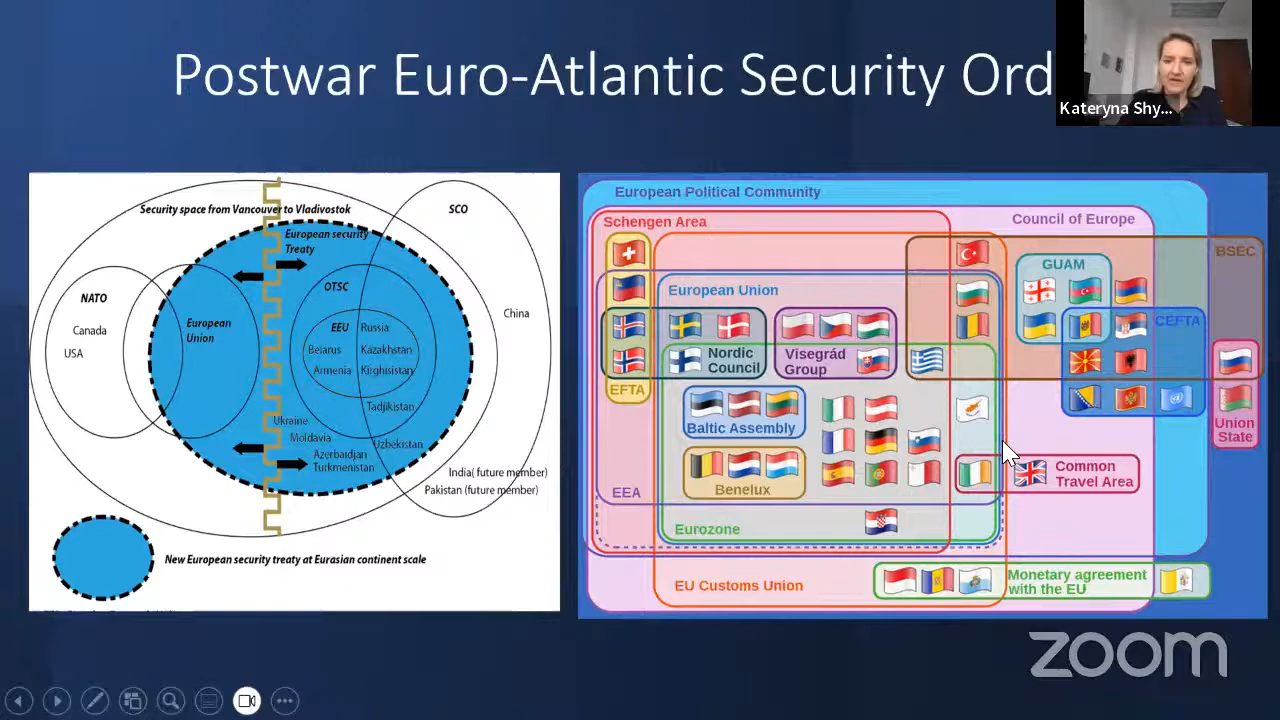 Postwar Euro-Atlantic Security Ord
Kateryna Shy...
Security space from Vancouver to Vladivostok
SCO
European security
Treaty
OTSC
NATO
Canada
USA
European
Union
EEU
Russia
Belarus
Kazakhstan
Armenia
Kirghisistan
Tadjikistan
China
Ukraine
Moldavia
Uzbekistan
Azerbaidjan
Turkmenistan
India( future member)
Pakistan (future member)
New European security treaty at Eurasian continent scale
European Political Community
Schengen Area
Council of Europe
BSEC
GUAM
European Union
CEFTA
Nordic
Council
Visegrád
Group
EFTA
Baltic Assembly
Union
State
Benelux
Common
Travel Area
EEA
Eurozone
EU Customs Union
Monetary agreement
with the EU
zoom